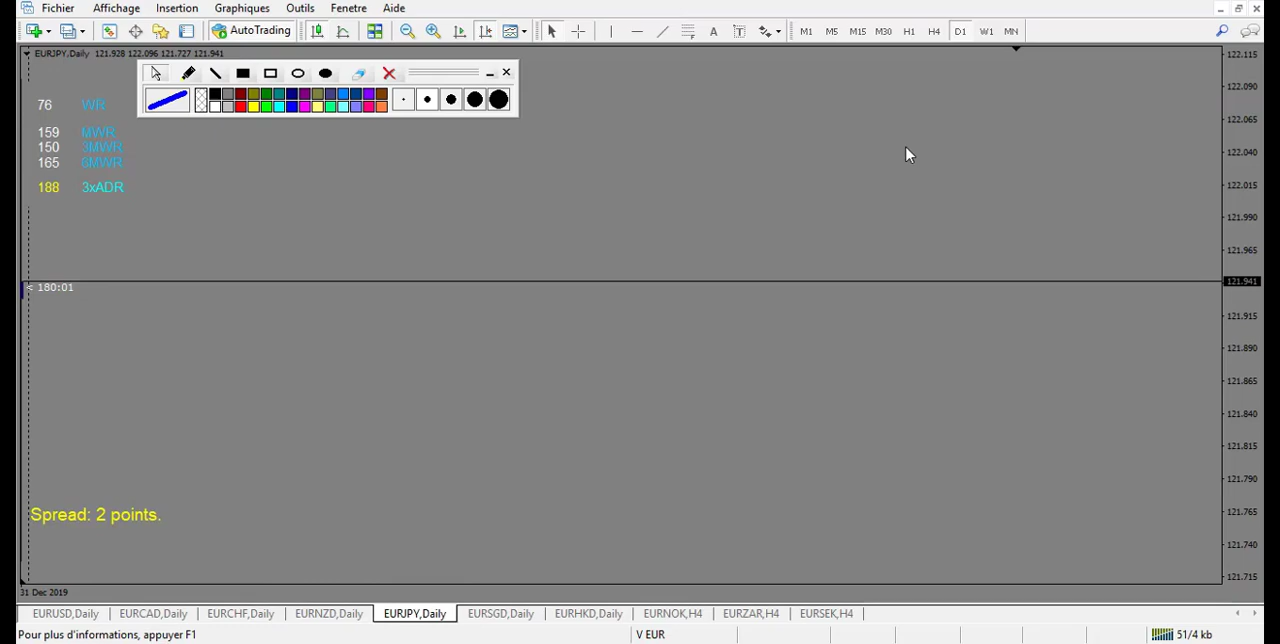 Fichier Affichage Insertion Graphiques Outils Fenetre Aide
AutoTrading A T M1 M5 M15 M30 H1 H4 D1 W1 MN
EURJPY,Daily 121.928 122.096 121.727 121.941
76 WR
159 MWR
150 3MWR
165 6MWR
188 3xADR
< 180:01
Spread: 2 points.
122.115
122.090
122.065
122.040
122.015
121.990
121.965
121.941
121.915
121.890
121.865
121.840
121.815
121.790
121.765
121.740
121.715
31 Dec 2019
EURUSD,Daily EURCAD,Daily EURCHF,Daily EURNZD,Daily EURJPY,Daily EURSGD,Daily EURHKD,Daily EURNOK,H4 EURZAR,H4 EURSEK,H4
Pour plus d'informations, appuyer F1 V EUR 51/4 kb